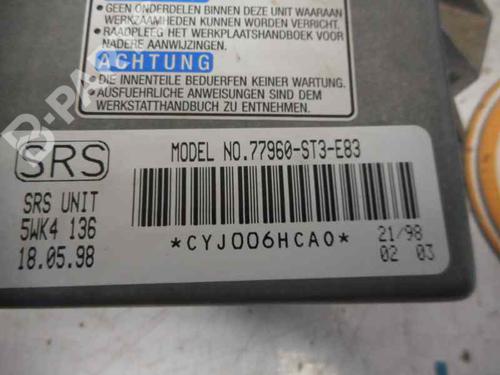 • GEEN ONDERDELEN BINNEN DEZE UNIT WAARAAN
WERKZAAMHEDEN KUNNEN WORDEN VERRICHT.
• RAADPLEEG HET WERKPLAATSHANDBOEK VOOR
NADERE AANWIJZINGEN.
ACHTUNG
• DIE INNENTEILE BEDUERFEN KEINER WARTUNG.
• AUSFUEHRLICHE ANWEISUNGEN SIND DEM
WERKSTATTHANDBUCH ZU ENTNEHMEN
SRS
MODEL NO.77960-ST3-E83
SRS UNIT
5WK4 136
18.05.98
*CYJ006HCA0*
21/98
02 03
B-PARTS